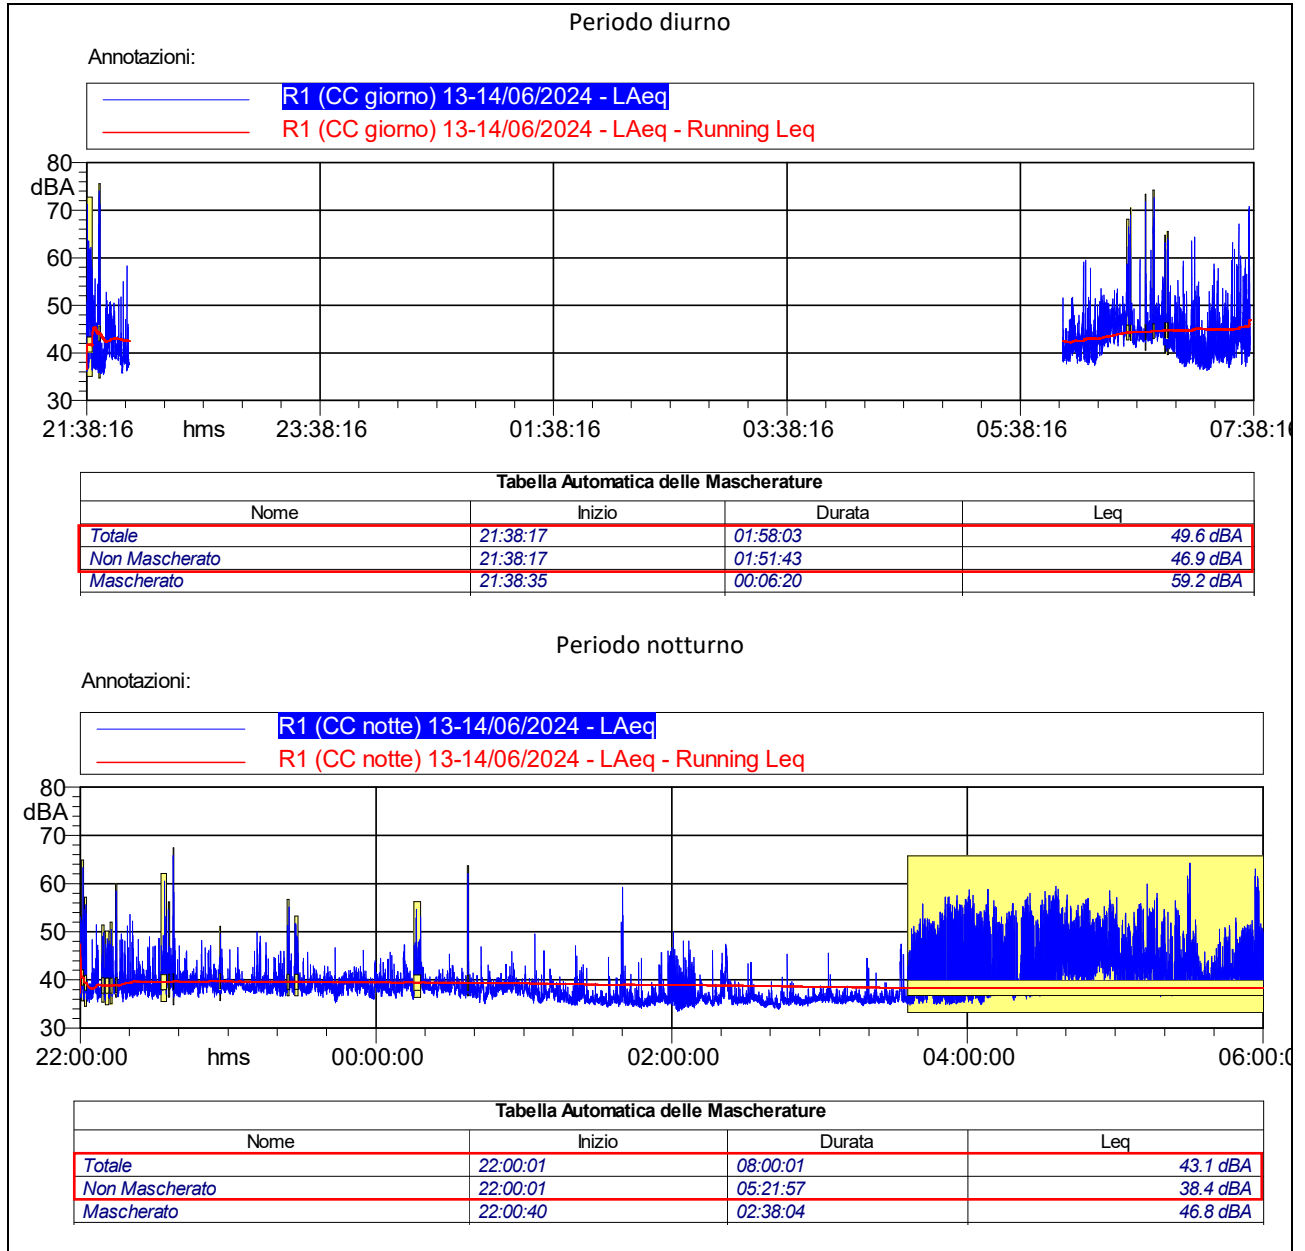 Periodo diurno
Annotazioni:
R1 (CC giorno) 13-14/06/2024 - LAeq
R1 (CC giorno) 13-14/06/2024 - LAeq - Running Leq
80
dBA
70
60
50
40
30
21:38:16 hms 23:38:16 01:38:16 03:38:16 05:38:16 07:38:1
Tabella Automatica delle Mascherature
Nome Inizio Durata Leq
Totale 21:38:17 01:58:03 49.6 dBA
Non Mascherato 21:38:17 01:51:43 46.9 dBA
Mascherato 21:38:35 00:06:20 59.2 dBA
Periodo notturno
Annotazioni:
R1 (CC notte) 13-14/06/2024 - LAeq
R1 (CC notte) 13-14/06/2024 - LAeq - Running Leq
80
dBA
70
60
50
40
30
22:00:00 hms 00:00:00 02:00:00 04:00:00 06:00:0
Tabella Automatica delle Mascherature
Nome Inizio Durata Leq
Totale 22:00:01 08:00:01 43.1 dBA
Non Mascherato 22:00:01 05:21:57 38.4 dBA
Mascherato 22:00:40 02:38:04 46.8 dBA